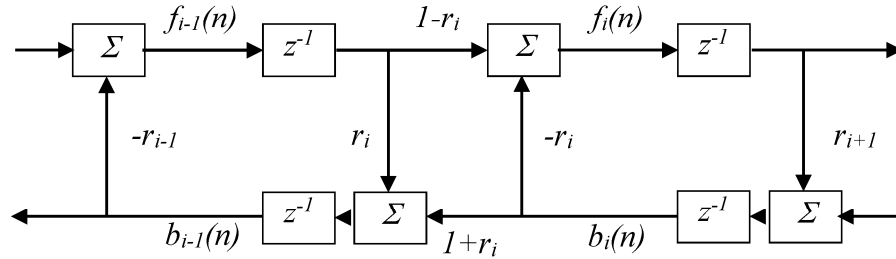 f_{i-1}(n) 1-r_i f_i(n)
Σ z^{-1} Σ z^{-1}
-r_{i-1} r_i -r_i r_{i+1}
z^{-1} Σ z^{-1} Σ
b_{i-1}(n) 1+r_i b_i(n)